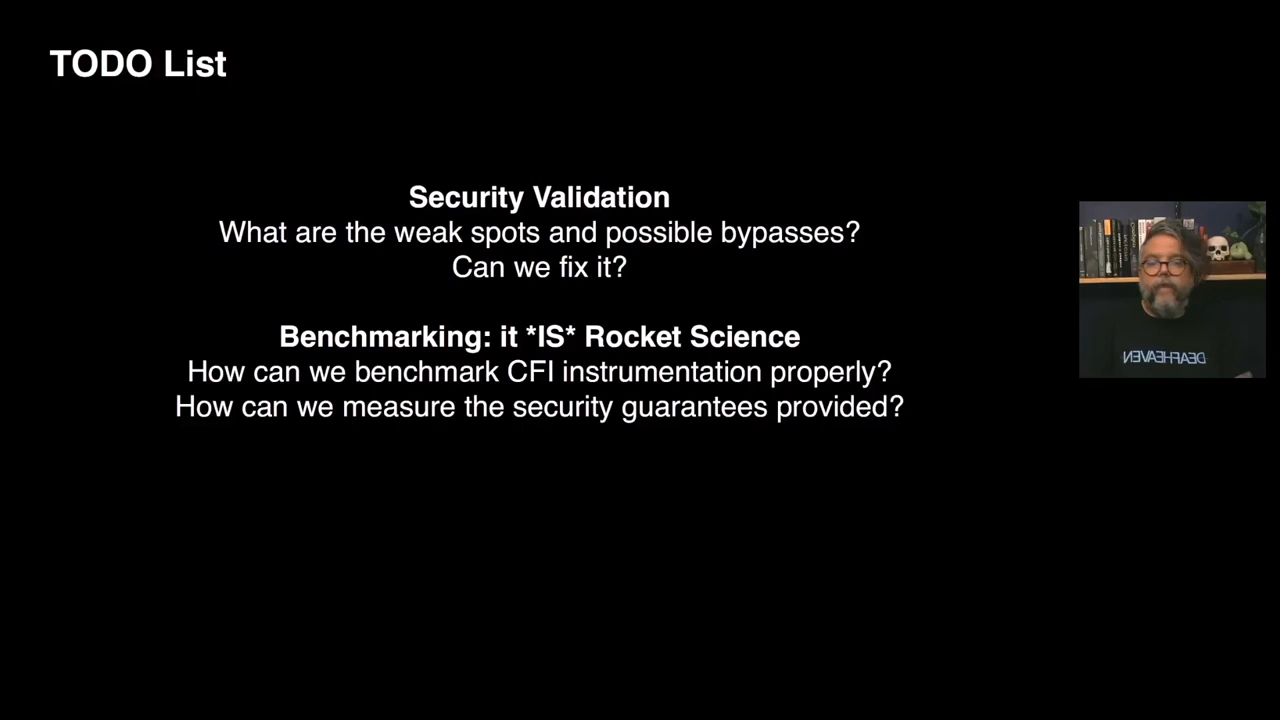 TODO List
Security Validation
What are the weak spots and possible bypasses?
Can we fix it?
Benchmarking: it *IS* Rocket Science
How can we benchmark CFI instrumentation properly?
How can we measure the security guarantees provided?
DEAFHEAVEN